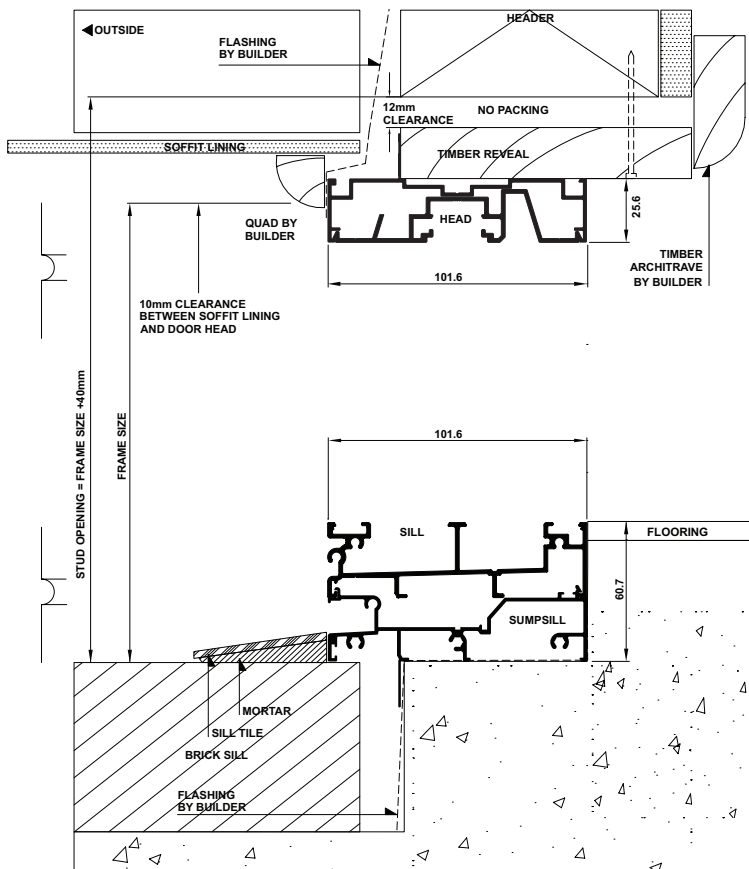 OUTSIDE
FLASHING
BY BUILDER
HEADER
12mm
CLEARANCE
NO PACKING
SOFFIT LINING
TIMBER REVEAL
HEAD
25.6
QUAD BY
BUILDER
TIMBER
ARCHITRAVE
BY BUILDER
101.6
10mm CLEARANCE
BETWEEN SOFFIT LINING
AND DOOR HEAD
STUD OPENING = FRAME SIZE +40mm
FRAME SIZE
101.6
SILL
FLOORING
60.7
SUMPSILL
MORTAR
SILL TILE
BRICK SILL
FLASHING
BY BUILDER